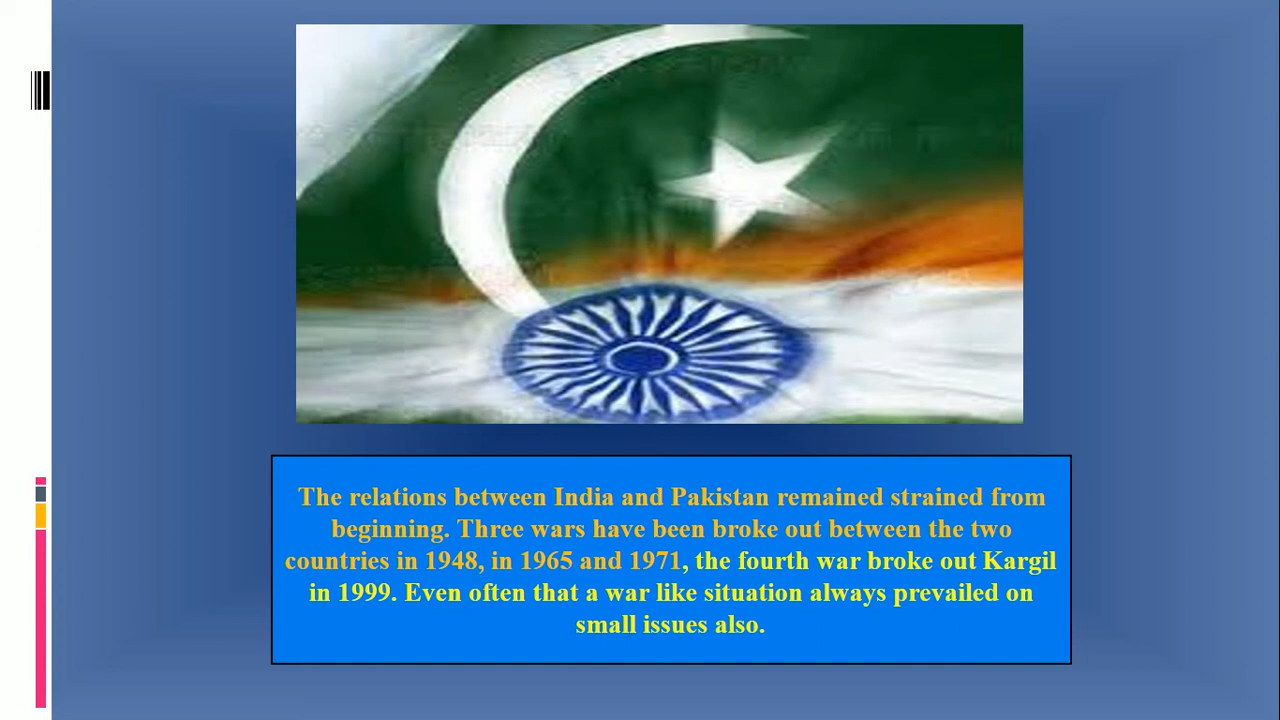 The relations between India and Pakistan remained strained from
beginning. Three wars have been broke out between the two
countries in 1948, in 1965 and 1971, the fourth war broke out Kargil
in 1999. Even often that a war like situation always prevailed on
small issues also.